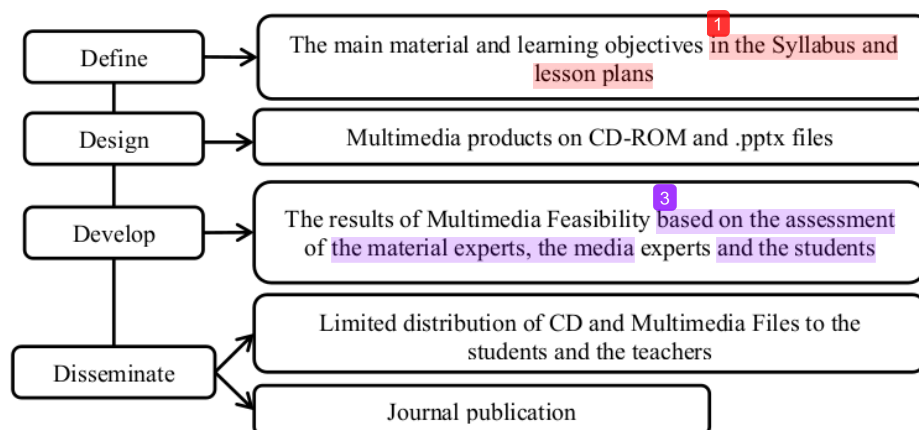 1
Define
The main material and learning objectives in the Syllabus and
lesson plans
Design
Multimedia products on CD-ROM and .pptx files
3
Develop
The results of Multimedia Feasibility based on the assessment
of the material experts, the media experts and the students
Disseminate
Limited distribution of CD and Multimedia Files to the
students and the teachers
Journal publication